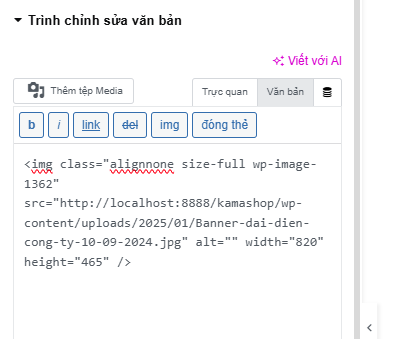 Trình chỉnh sửa văn bản
Viết với AI
Thêm tệp Media
Trực quan
Văn bản
b
i
link
del
img
đóng thẻ
<img class="alignnone size-full wp-image-
1362"
src="http://localhost:8888/kamashop/wp-
content/uploads/2025/01/Banner-dai-dien-
cong-ty-10-09-2024.jpg" alt="" width="820"
height="465" />